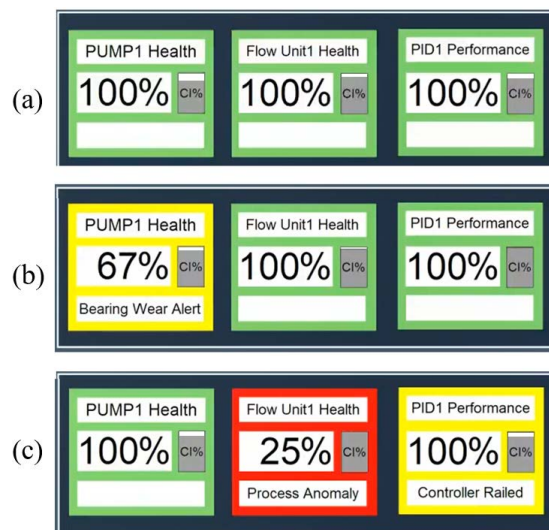 (a)
PUMP1 Health
100%
CI%
Flow Unit1 Health
100%
CI%
PID1 Performance
100%
CI%
(b)
PUMP1 Health
67%
CI%
Bearing Wear Alert
Flow Unit1 Health
100%
CI%
PID1 Performance
100%
CI%
(c)
PUMP1 Health
100%
CI%
Flow Unit1 Health
25%
CI%
Process Anomaly
PID1 Performance
100%
CI%
Controller Railed